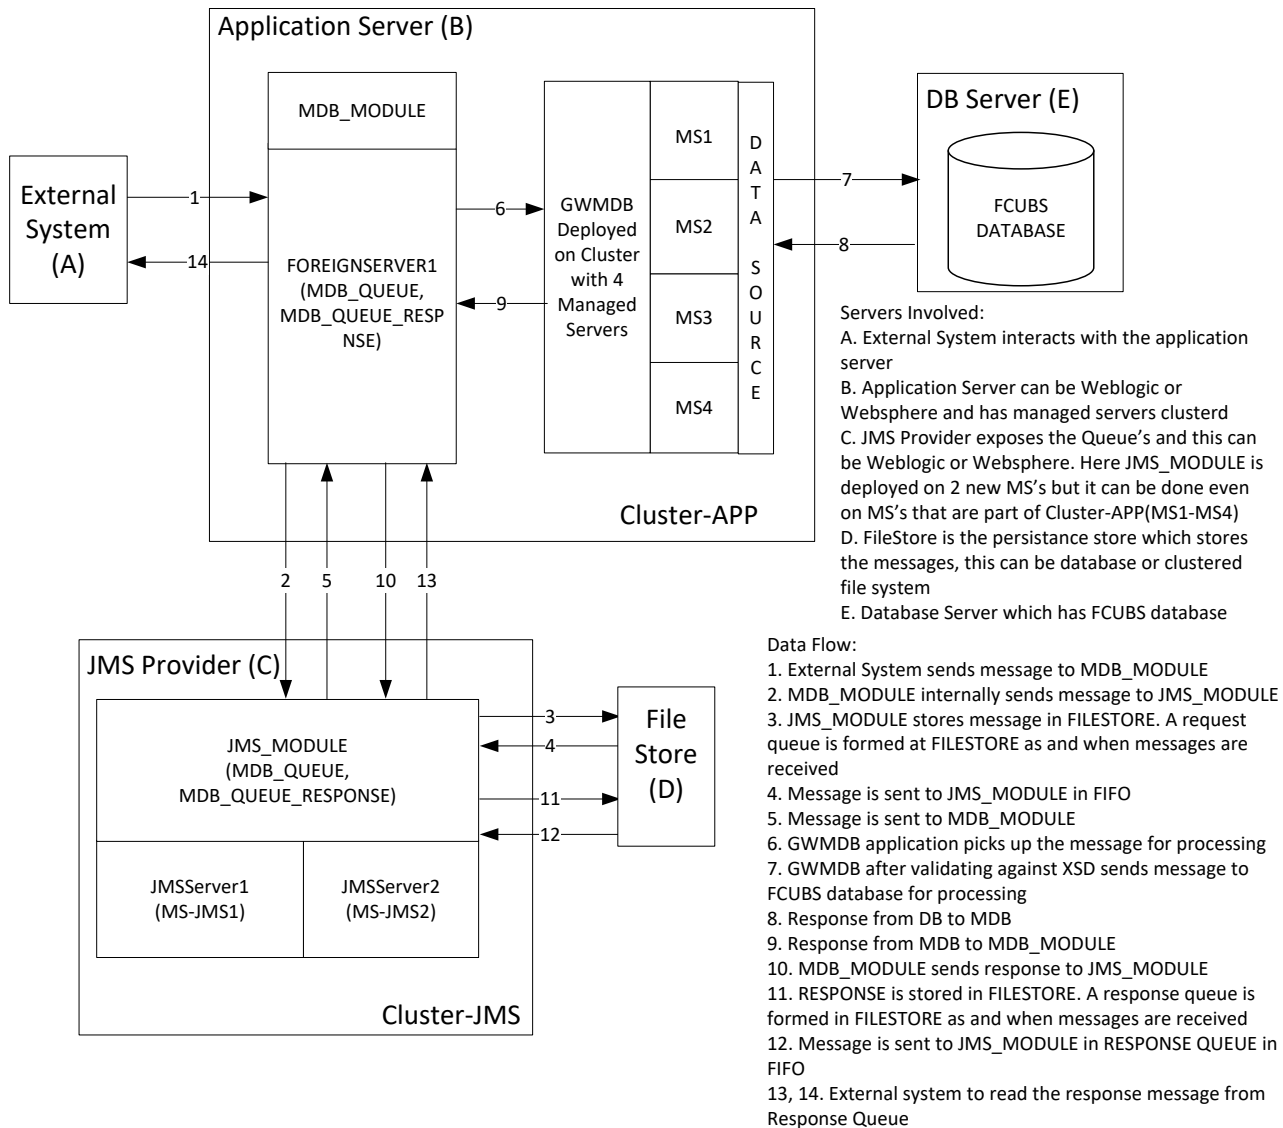 Application Server (B)
MDB_MODULE
External
System
(A)
1
14
FOREIGNSERVER1
(MDB_QUEUE,
MDB_QUEUE_RESP
NSE)
6
9
GWMDB
Deployed
on Cluster
with 4
Managed
Servers
MS1
MS2
MS3
MS4
D
A
T
A
S
O
U
R
C
E
7
8
DB Server (E)
FCUBS
DATABASE
Cluster-APP
2
5
10
13
JMS Provider (C)
JMS_MODULE
(MDB_QUEUE,
MDB_QUEUE_RESPONSE)
JMSServer1
(MS-JMS1)
JMSServer2
(MS-JMS2)
Cluster-JMS
3
4
11
12
File
Store
(D)
Servers Involved:
A. External System interacts with the application
server
B. Application Server can be Weblogic or
Websphere and has managed servers clusterd
C. JMS Provider exposes the Queue’s and this can
be Weblogic or Websphere. Here JMS_MODULE is
deployed on 2 new MS’s but it can be done even
on MS’s that are part of Cluster-APP(MS1-MS4)
D. FileStore is the persistance store which stores
the messages, this can be database or clustered
file system
E. Database Server which has FCUBS database
Data Flow:
1. External System sends message to MDB_MODULE
2. MDB_MODULE internally sends message to JMS_MODULE
3. JMS_MODULE stores message in FILESTORE. A request
queue is formed at FILESTORE as and when messages are
received
4. Message is sent to JMS_MODULE in FIFO
5. Message is sent to MDB_MODULE
6. GWMDB application picks up the message for processing
7. GWMDB after validating against XSD sends message to
FCUBS database for processing
8. Response from DB to MDB
9. Response from MDB to MDB_MODULE
10. MDB_MODULE sends response to JMS_MODULE
11. RESPONSE is stored in FILESTORE. A response queue is
formed in FILESTORE as and when messages are received
12. Message is sent to JMS_MODULE in RESPONSE QUEUE in
FIFO
13, 14. External system to read the response message from
Response Queue